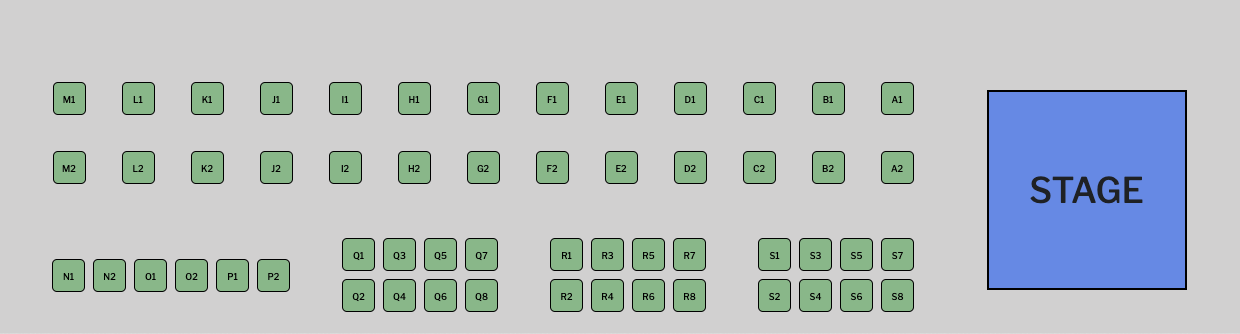 M1 L1 K1 J1 I1 H1 G1 F1 E1 D1 C1 B1 A1
M2 L2 K2 J2 I2 H2 G2 F2 E2 D2 C2 B2 A2
STAGE
Q1 Q3 Q5 Q7 R1 R3 R5 R7 S1 S3 S5 S7
N1 N2 O1 O2 P1 P2
Q2 Q4 Q6 Q8 R2 R4 R6 R8 S2 S4 S6 S8